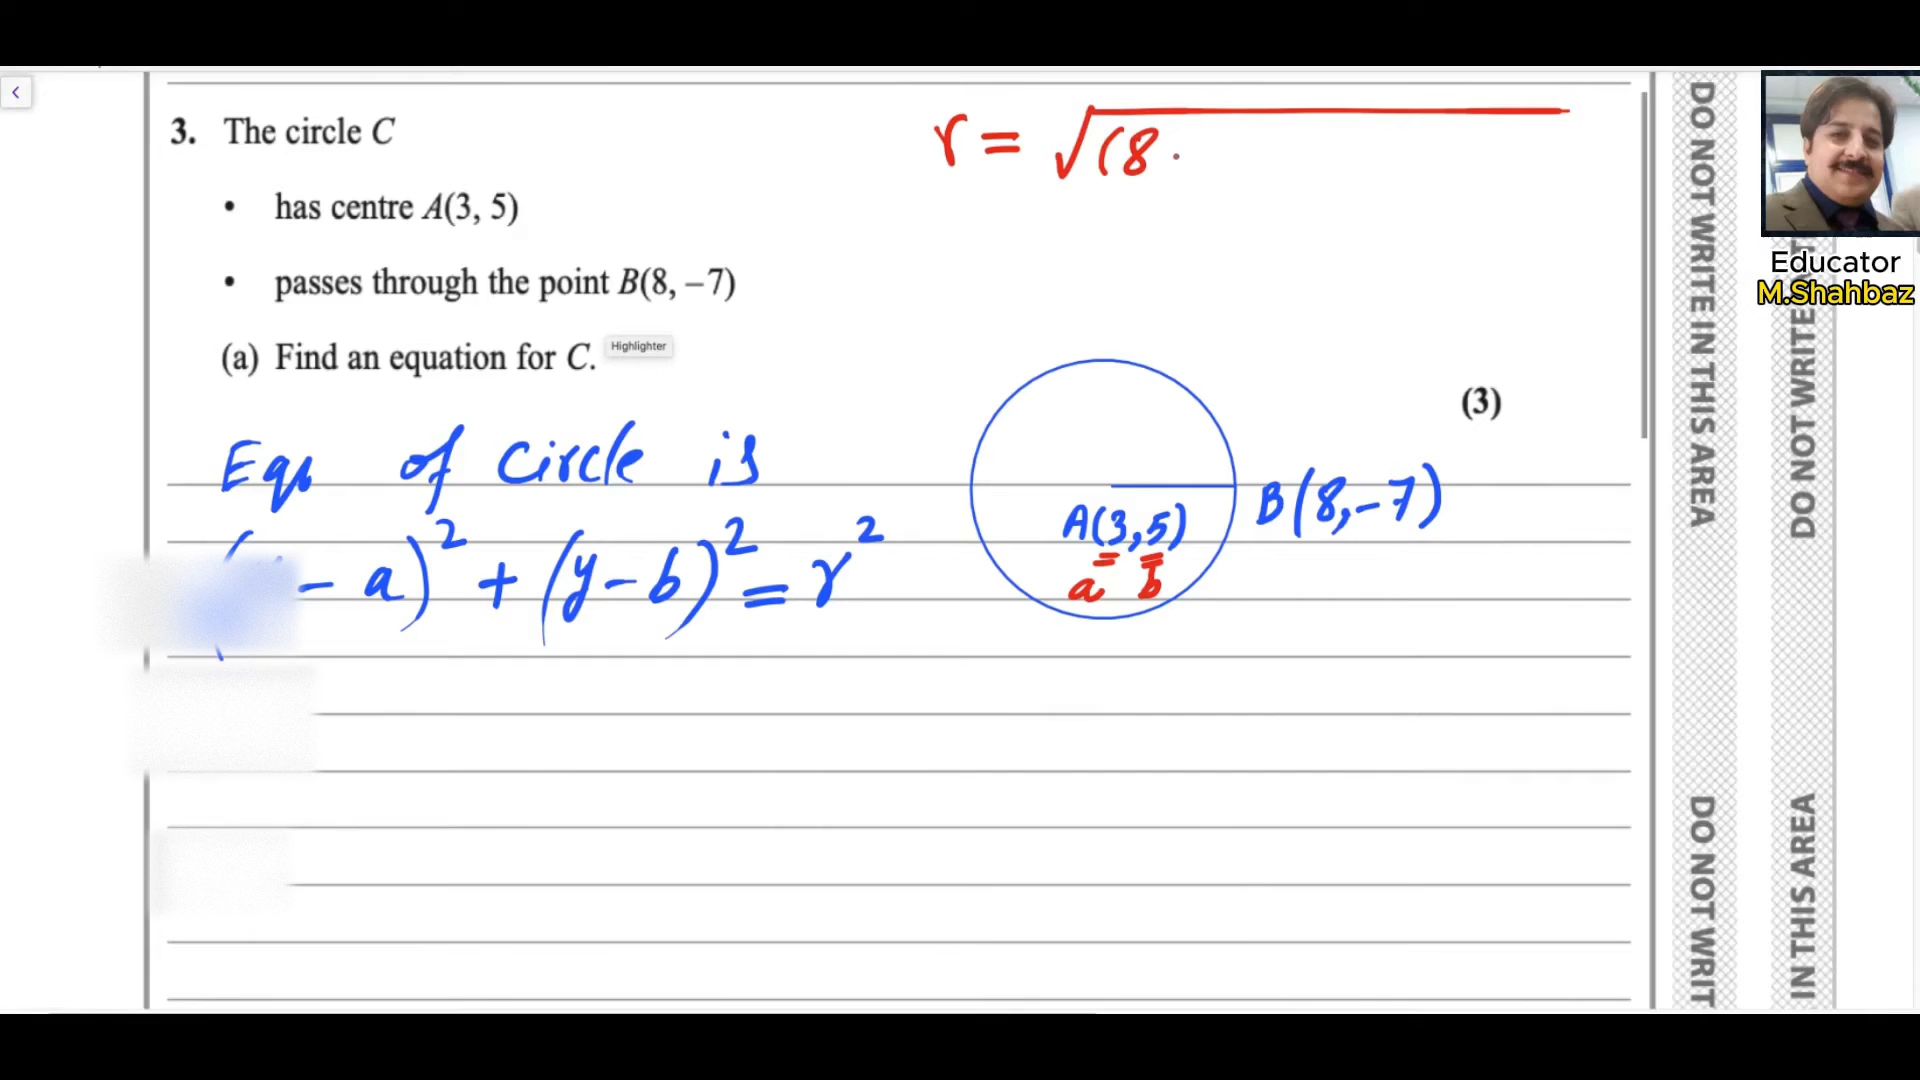 3. The circle C
• has centre A(3, 5)
• passes through the point B(8, –7)
(a) Find an equation for C.
Highlighter
(3)
r = √(8
Eqn of Circle is
– a)² + (y – b)² = r²
A(3,5)
a b
B(8,–7)
DO NOT WRITE IN THIS AREA
DO NOT WRIT
DO NOT WRITE
IN THIS AREA
Educator
M.Shahbaz